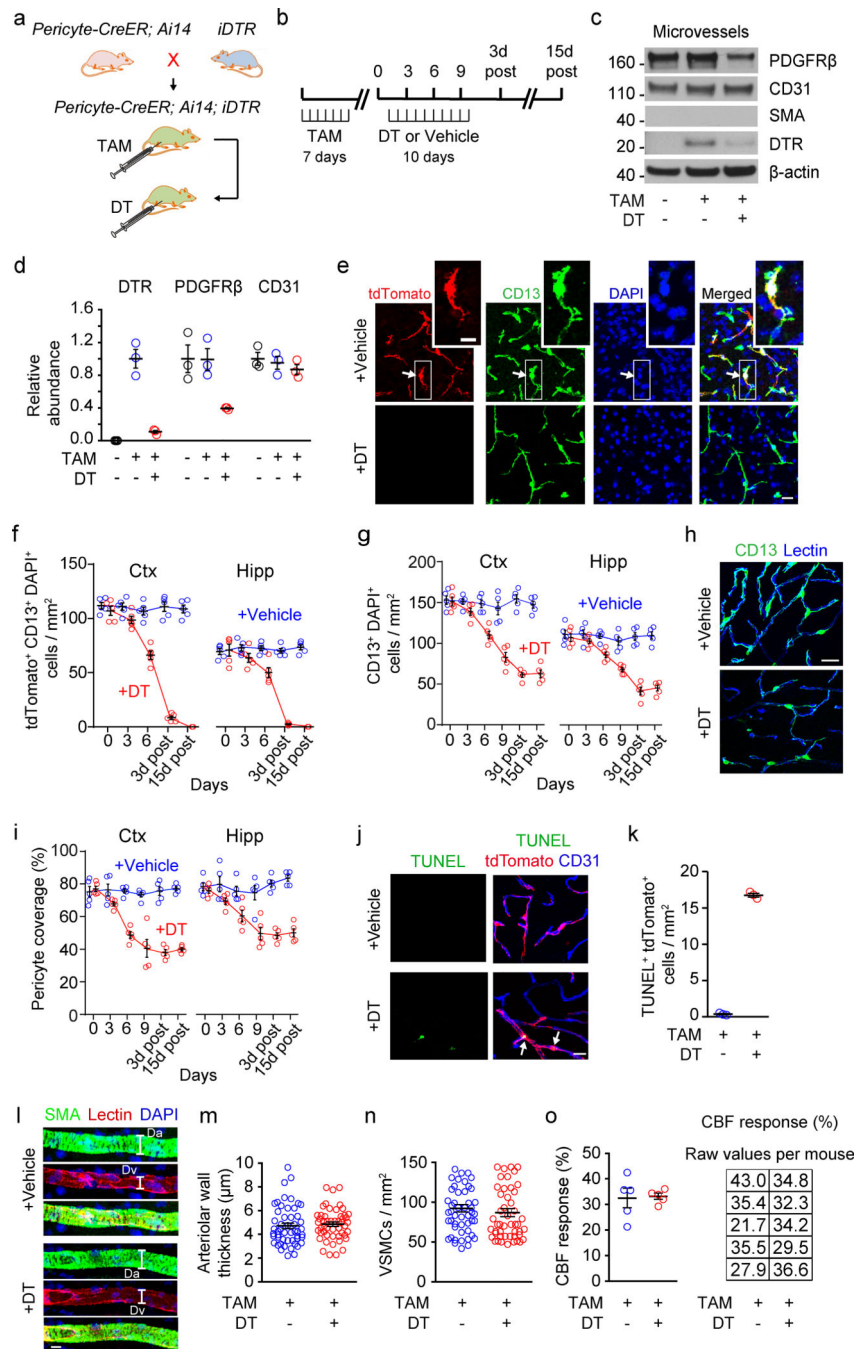 a
Pericyte-CreER; Ai14 iDTR
X
Pericyte-CreER; Ai14; iDTR
TAM
DT
b
0 3 6 9 3d post 15d post
TAM DT or Vehicle
7 days 10 days
c
Microvessels
160 PDGFRβ
110 CD31
40 SMA
20 DTR
40 β-actin
TAM - + +
DT - - +
d
DTR PDGFRβ CD31
Relative abundance
1.6
1.2
0.8
0.4
0.0
TAM - + + - + + - + +
DT - - + - - + - - +
e
tdTomato CD13 DAPI Merged
+Vehicle
+DT
f
Ctx Hipp
tdTomato+ CD13+ DAPI+ cells / mm²
150
100
50
0
+Vehicle
+DT
0 3 6 3d post 15d post 0 3 6 3d post 15d post
Days
g
Ctx Hipp
CD13+ DAPI+ cells / mm²
200
150
100
50
0
+Vehicle
+DT
0 3 6 9 3d post 15d post 0 3 6 9 3d post 15d post
Days
h
CD13 Lectin
+Vehicle
+DT
i
Ctx Hipp
Pericyte coverage (%)
100
80
60
40
20
0
+Vehicle
+DT
0 3 6 9 3d post 15d post 0 3 6 9 3d post 15d post
Days
j
TUNEL
TUNEL tdTomato CD31
+Vehicle
+DT
k
TUNEL+ tdTomato+ cells / mm²
20
15
10
5
0
TAM + +
DT - +
l
SMA Lectin DAPI
+Vehicle
Da
Dv
+DT
Da
Dv
m
Arteriolar wall thickness (µm)
12
10
8
6
4
2
0
TAM + +
DT - +
n
VSMCs / mm²
200
150
100
50
0
TAM + +
DT - +
o
CBF response (%)
50
40
30
20
10
0
TAM + +
DT - +
CBF response (%)
Raw values per mouse
43.0 34.8
35.4 32.3
21.7 34.2
35.5 29.5
27.9 36.6
TAM + +
DT - +